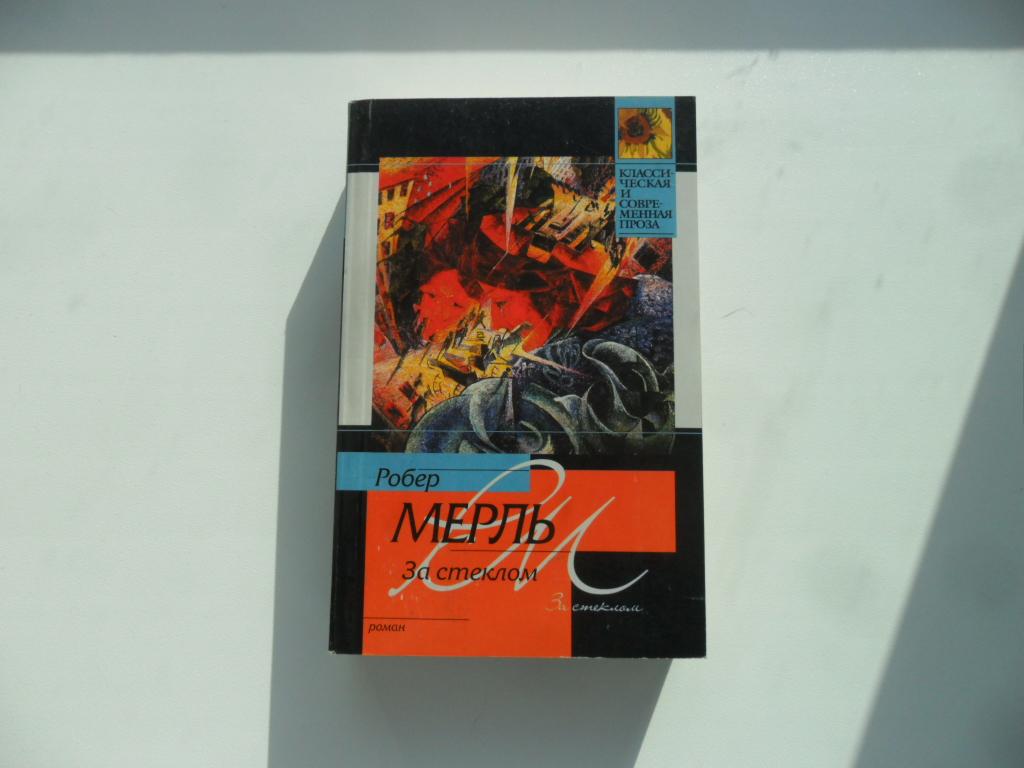 КЛАССИ-
ЧЕСКАЯ
И
СОВРЕ-
МЕННАЯ
ПРОЗА
Робер
МЕРЛЬ
За стеклом
За стеклом
роман